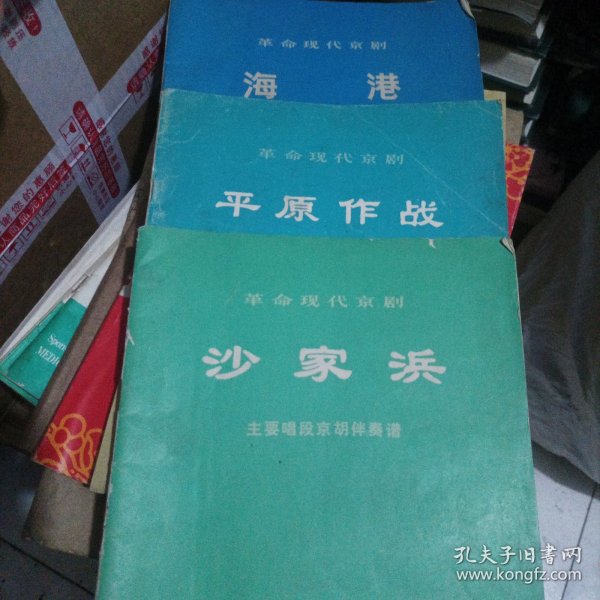 革命现代京剧
海港
革命现代京剧
平原作战
革命现代京剧
沙家浜
主要唱段京胡伴奏谱
孔夫子旧书网
www.kongfz.com